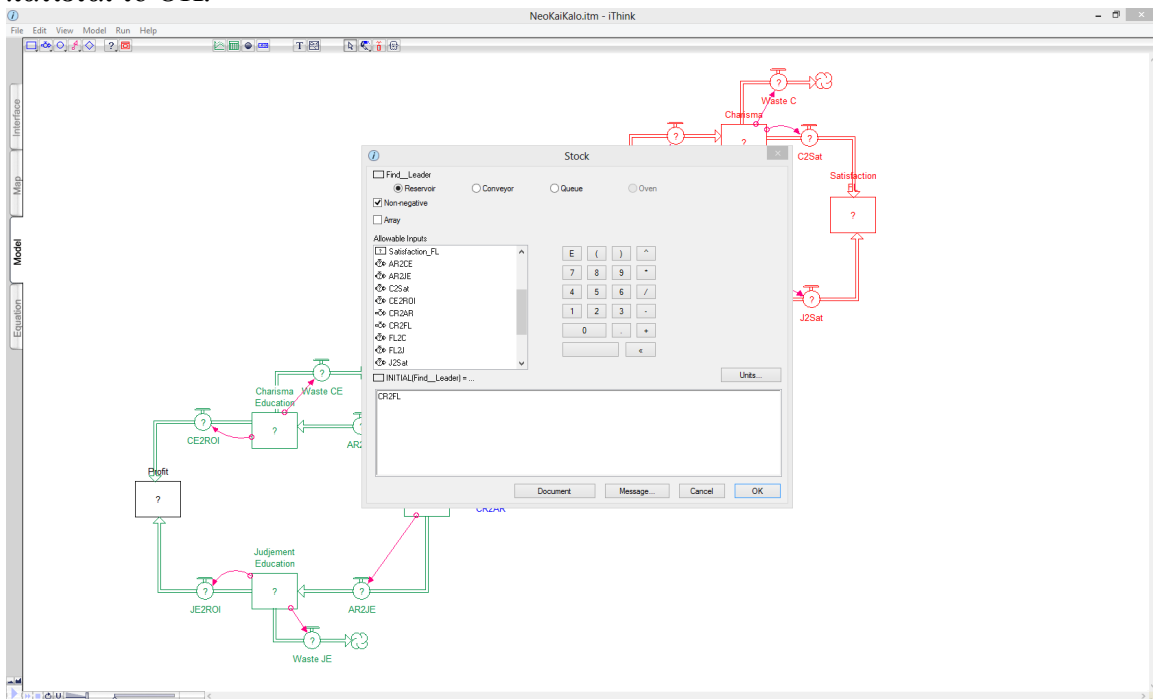 NeoKaiKalo.itm - iThink
File Edit View Model Run Help
Interface
Map
Model
Equation
Waste C
Charisma
?
?
?
?
C2Sat
Satisfaction
FL
?
?
J2Sat
Stock
Find__Leader
Reservoir Conveyor Queue Oven
Non-negative
Array
Allowable Inputs
Satisfaction_FL
AR2CE
AR2JE
C2Sat
CE2ROI
CR2AR
CR2FL
FL2C
FL2J
J2Sat
E ( ) ^
7 8 9 *
4 5 6 /
1 2 3 -
0 . +
«
Units...
INITIAL(Find__Leader) = ...
CR2FL
Document Message... Cancel OK
CR2AR
?
Charisma Waste CE
Education
?
?
?
CE2ROI
Profit
?
Judjement
Education
?
?
?
JE2ROI
AR2JE
?
Waste JE